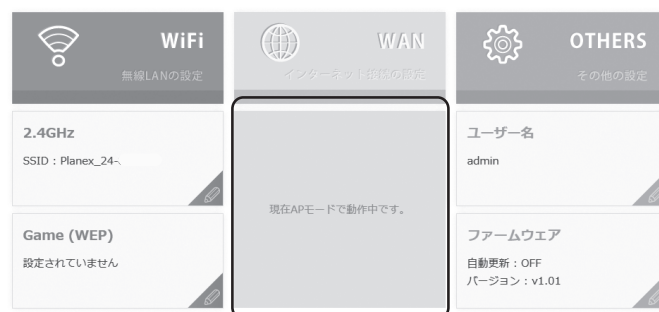 WiFi
無線LANの設定
2.4GHz
SSID : Planex_24-
Game (WEP)
設定されていません
WAN
インターネット接続の設定
現在APモードで動作中です。
OTHERS
その他の設定
ユーザー名
admin
ファームウェア
自動更新：OFF
バージョン：v1.01